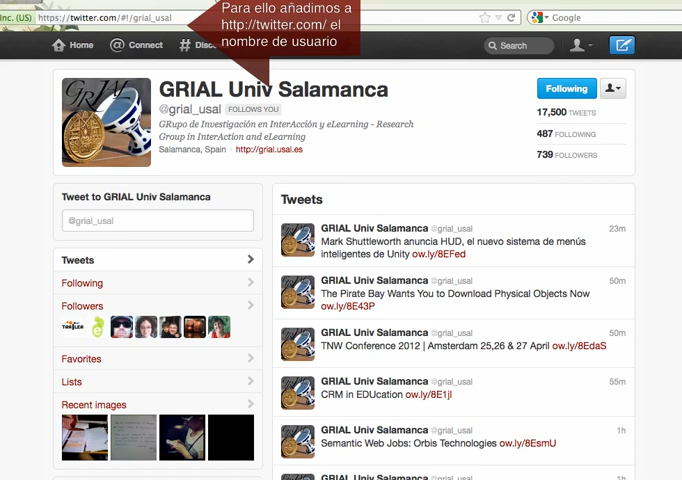 Para ello añadimos a
http://twitter.com/ el
nombre de usuario
Inc. (US) https://twitter.com/#!/grial_usal
Google
Home Connect Search
GRIAL Univ Salamanca
@grial_usal FOLLOWS YOU
GRupo de Investigación en InterAcción y eLearning - Research
Group in InterAction and eLearning
Salamanca, Spain · http://grial.usal.es
Following
17,500 TWEETS
487 FOLLOWING
739 FOLLOWERS
Tweet to GRIAL Univ Salamanca
@grial_usal
Tweets
Following
Followers
Favorites
Lists
Recent images
Tweets
GRIAL Univ Salamanca @grial_usal 23m
Mark Shuttleworth anuncia HUD, el nuevo sistema de menús
inteligentes de Unity ow.ly/8EFed
GRIAL Univ Salamanca @grial_usal 50m
The Pirate Bay Wants You to Download Physical Objects Now
ow.ly/8E43P
GRIAL Univ Salamanca @grial_usal 50m
TNW Conference 2012 | Amsterdam 25,26 & 27 April ow.ly/8EdaS
GRIAL Univ Salamanca @grial_usal 55m
CRM in EDUcation ow.ly/8E1jl
GRIAL Univ Salamanca @grial_usal 1h
Semantic Web Jobs: Orbis Technologies ow.ly/8EsmU
GRIAL Univ Salamanca @grial_usal 1h